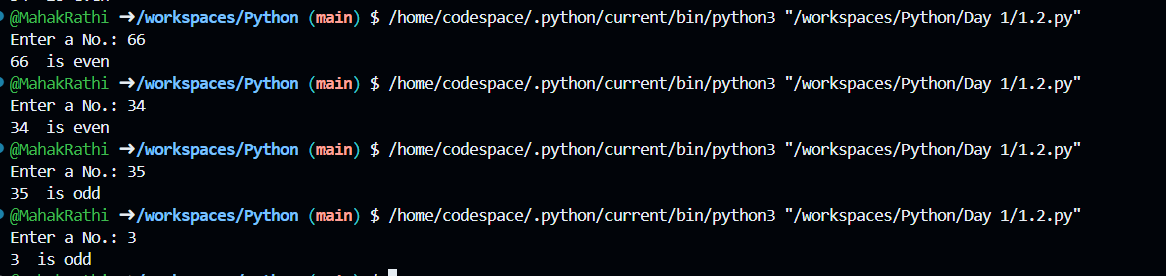 @MahakRathi ➜/workspaces/Python (main) $ /home/codespace/.python/current/bin/python3 "/workspaces/Python/Day 1/1.2.py"
Enter a No.: 66
66  is even
@MahakRathi ➜/workspaces/Python (main) $ /home/codespace/.python/current/bin/python3 "/workspaces/Python/Day 1/1.2.py"
Enter a No.: 34
34  is even
@MahakRathi ➜/workspaces/Python (main) $ /home/codespace/.python/current/bin/python3 "/workspaces/Python/Day 1/1.2.py"
Enter a No.: 35
35  is odd
@MahakRathi ➜/workspaces/Python (main) $ /home/codespace/.python/current/bin/python3 "/workspaces/Python/Day 1/1.2.py"
Enter a No.: 3
3  is odd